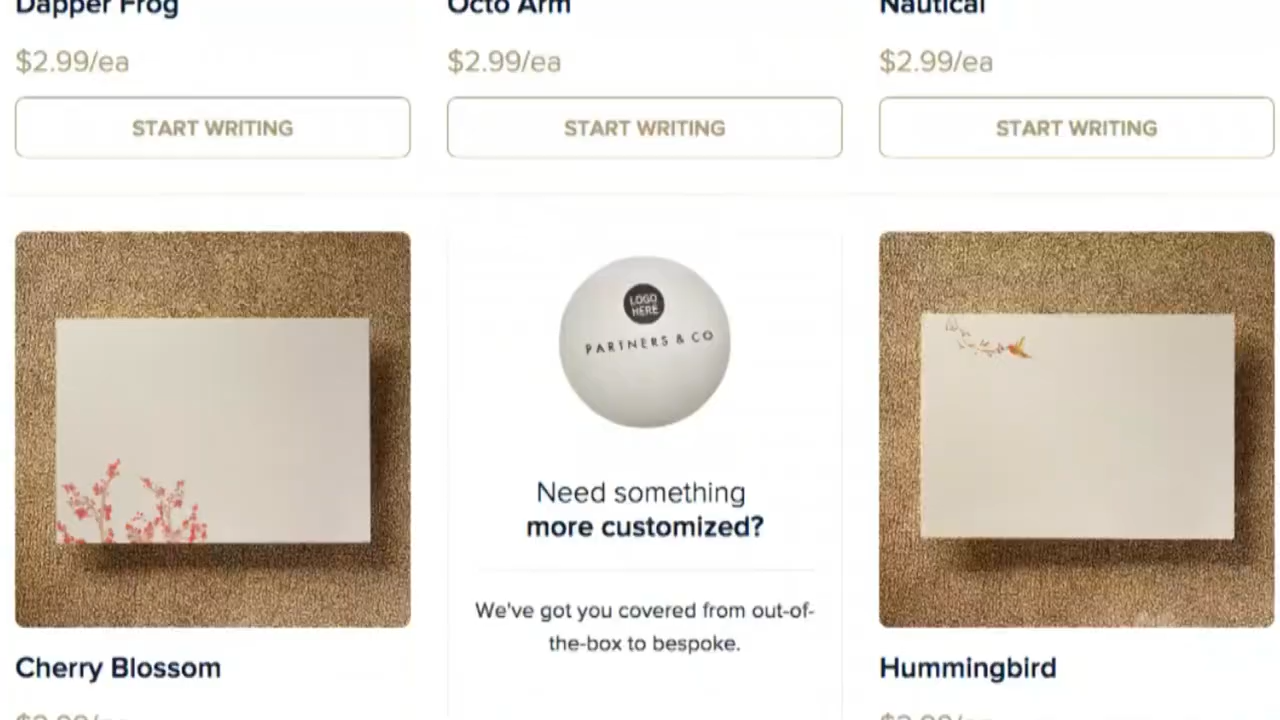 Dapper Frog
Octo Arm
Nautical
$2.99/ea
$2.99/ea
$2.99/ea
START WRITING
START WRITING
START WRITING
LOGO
HERE
PARTNERS & CO
Need something
more customized?
We've got you covered from out-of-
the-box to bespoke.
Cherry Blossom
Hummingbird